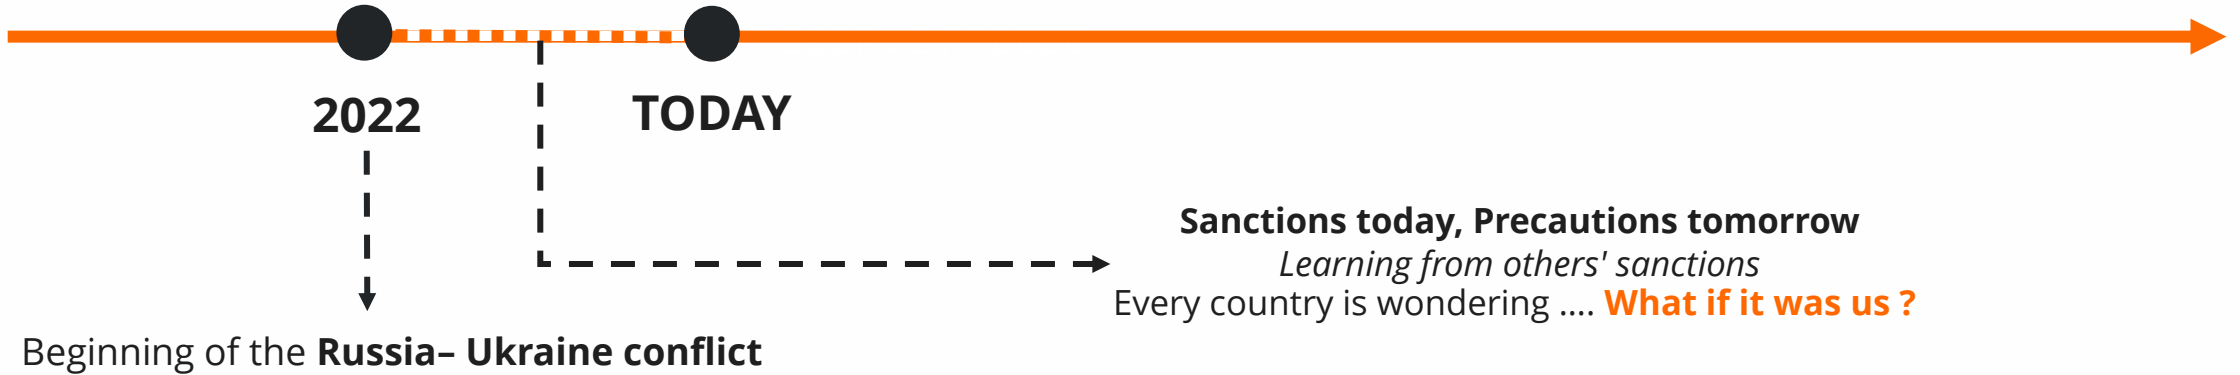 2022
TODAY
Sanctions today, Precautions tomorrow
Learning from others' sanctions
Every country is wondering .... What if it was us ?
Beginning of the Russia– Ukraine conflict